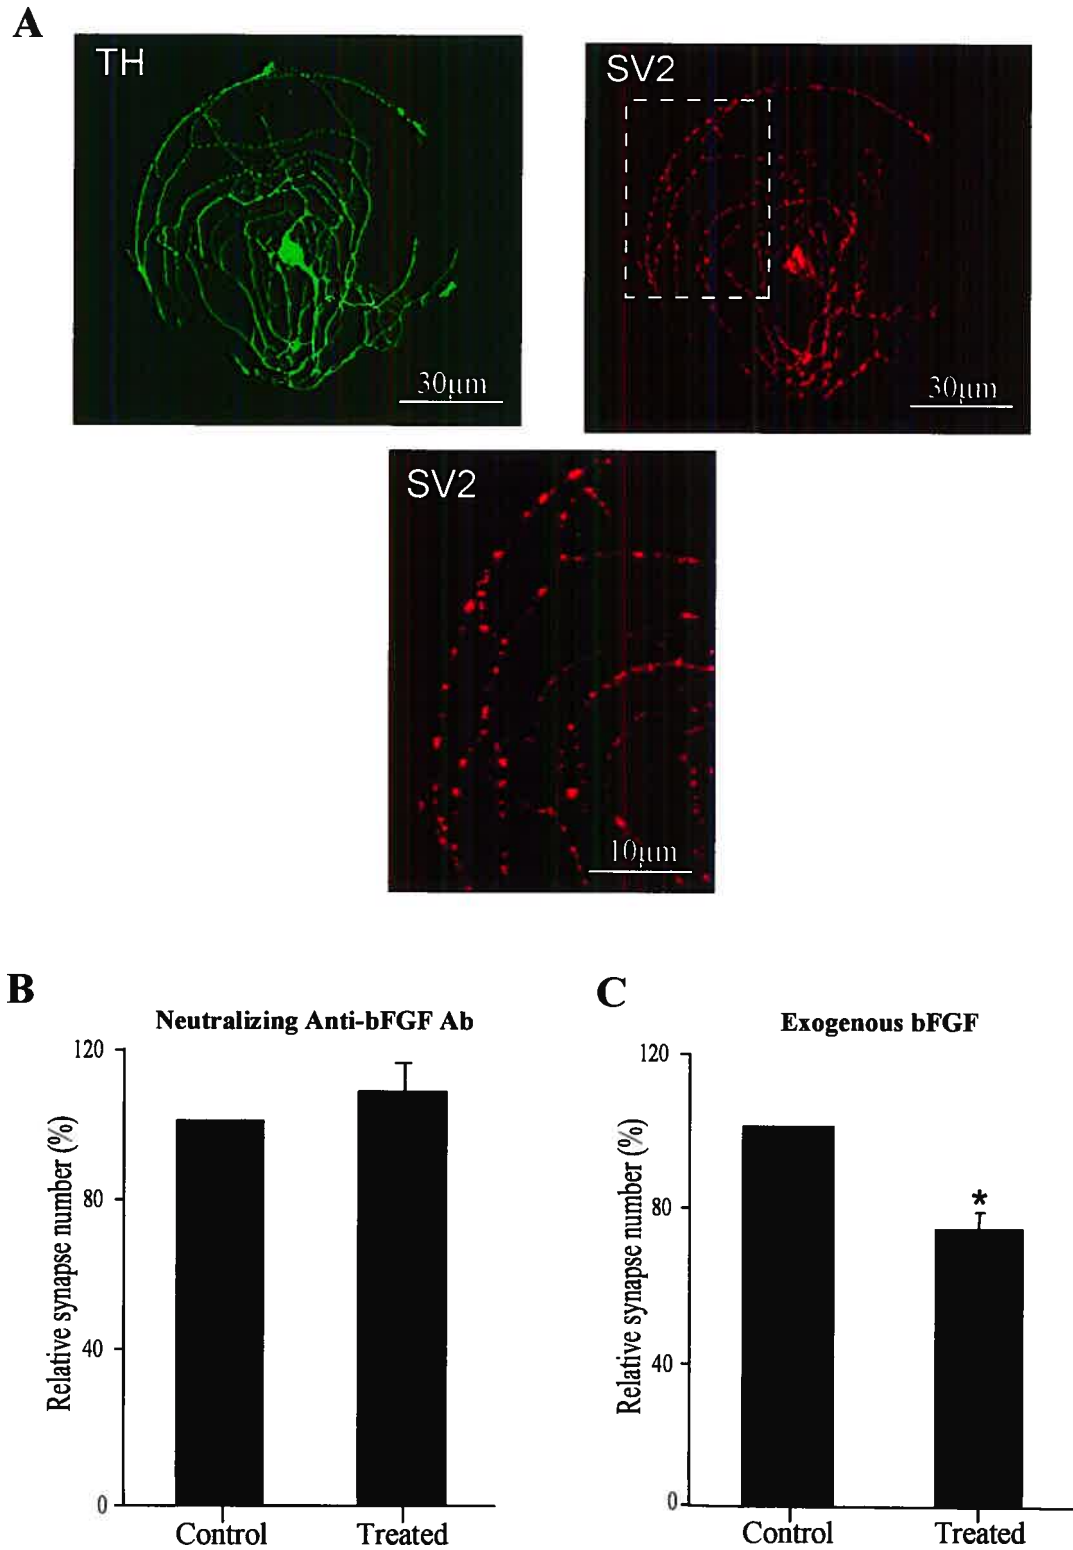 A
TH
30µm
SV2
30µm
SV2
10µm
B
Neutralizing Anti-bFGF Ab
Relative synapse number (%)
120
80
40
0
Control Treated
C
Exogenous bFGF
Relative synapse number (%)
120
80
40
0
*
Control Treated